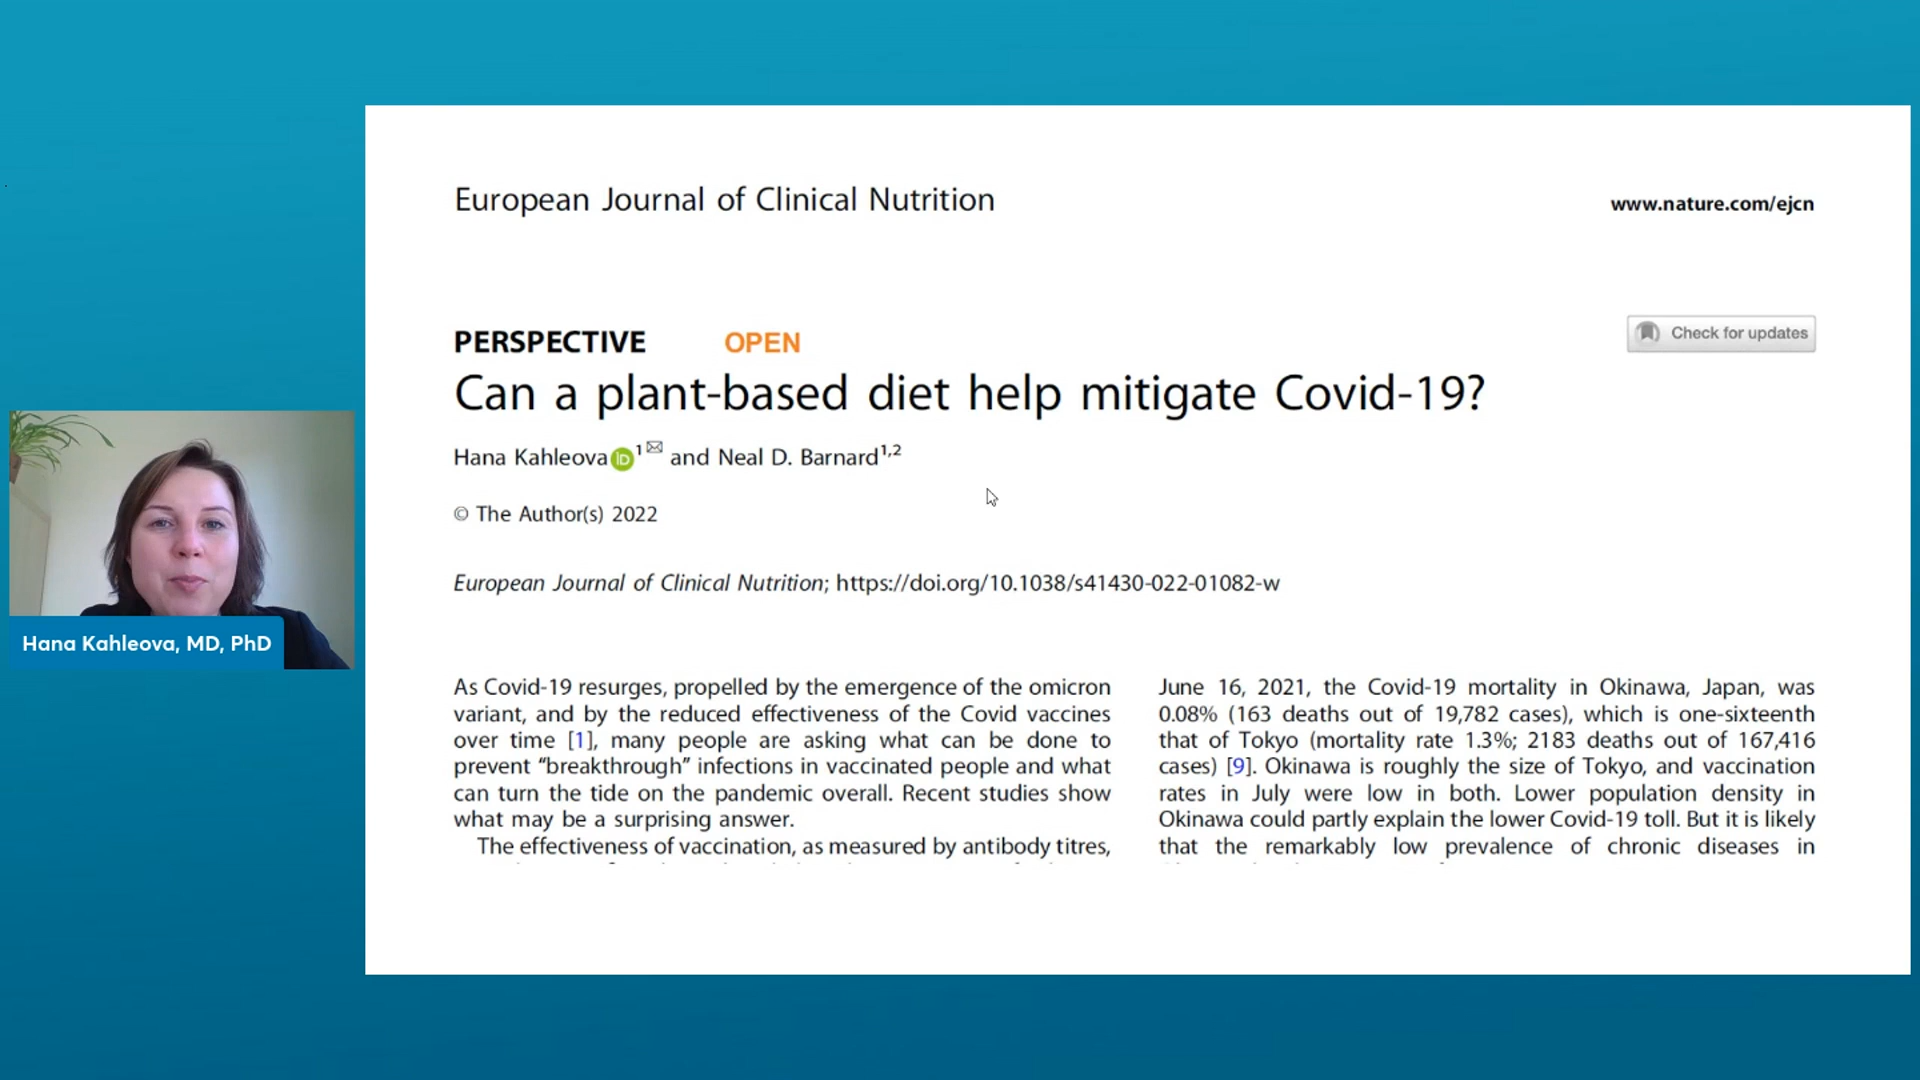 European Journal of Clinical Nutrition
www.nature.com/ejcn
PERSPECTIVE OPEN
Check for updates
Can a plant-based diet help mitigate Covid-19?
Hana Kahleova iD 1✉ and Neal D. Barnard1,2
© The Author(s) 2022
European Journal of Clinical Nutrition; https://doi.org/10.1038/s41430-022-01082-w
As Covid-19 resurges, propelled by the emergence of the omicron
variant, and by the reduced effectiveness of the Covid vaccines
over time [1], many people are asking what can be done to
prevent “breakthrough” infections in vaccinated people and what
can turn the tide on the pandemic overall. Recent studies show
what may be a surprising answer.
The effectiveness of vaccination, as measured by antibody titres,
June 16, 2021, the Covid-19 mortality in Okinawa, Japan, was
0.08% (163 deaths out of 19,782 cases), which is one-sixteenth
that of Tokyo (mortality rate 1.3%; 2183 deaths out of 167,416
cases) [9]. Okinawa is roughly the size of Tokyo, and vaccination
rates in July were low in both. Lower population density in
Okinawa could partly explain the lower Covid-19 toll. But it is likely
that the remarkably low prevalence of chronic diseases in
Hana Kahleova, MD, PhD